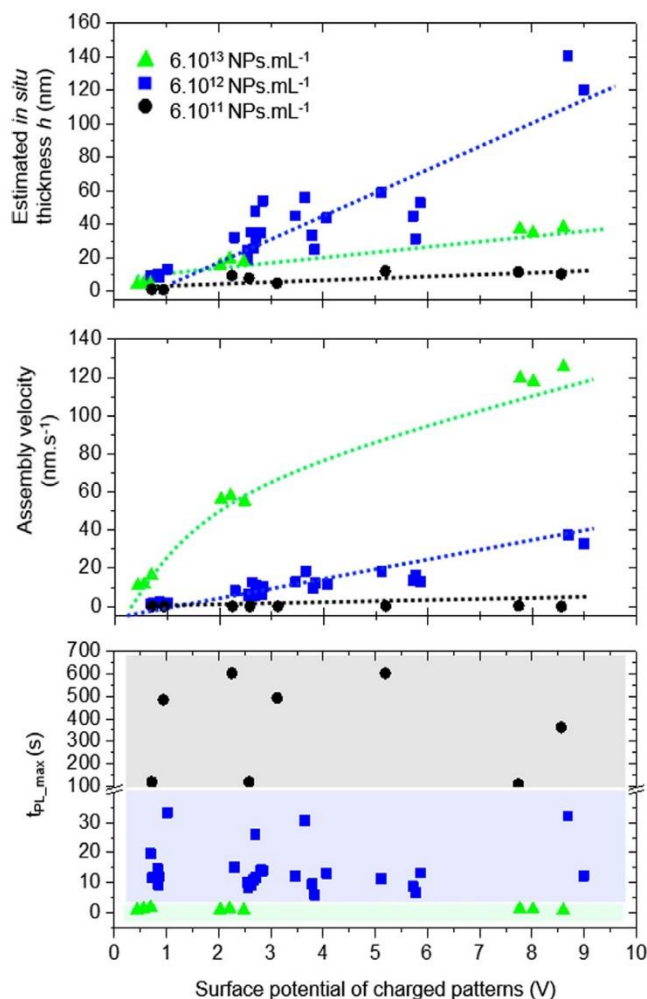 160
140
120
100
80
60
40
20
0
Estimated in situ
thickness h (nm)
6.10¹³ NPs.mL⁻¹
6.10¹² NPs.mL⁻¹
6.10¹¹ NPs.mL⁻¹
140
120
100
80
60
40
20
0
Assembly velocity
(nm.s⁻¹)
700
600
500
400
300
200
100
30
20
10
0
tPL_max (s)
0 1 2 3 4 5 6 7 8 9 10
Surface potential of charged patterns (V)